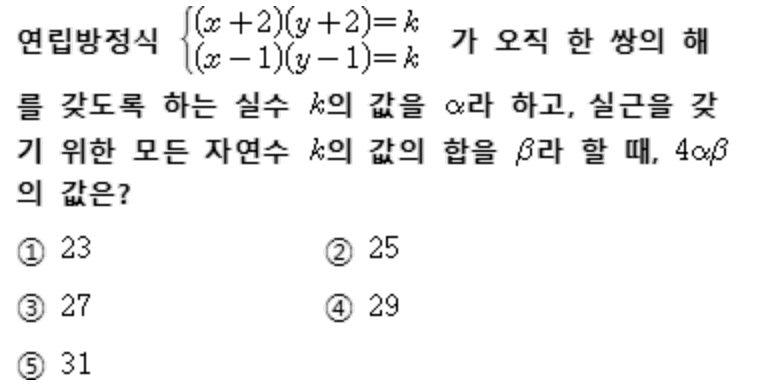 연립방정식 { (x+2)(y+2)=k 가 오직 한 쌍의 해
(x-1)(y-1)=k
를 갖도록 하는 실수 k의 값을 α라 하고, 실근을 갖
기 위한 모든 자연수 k의 값의 합을 β라 할 때, 4αβ
의 값은?
① 23 ② 25
③ 27 ④ 29
⑤ 31